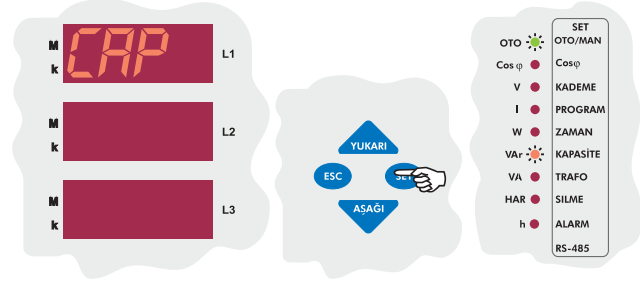 M
k
CAP
L1
M
k
L2
M
k
L3
YUKARI
ESC
SET
AŞAĞI
SET
OTO OTO/MAN
Cos φ Cosφ
V KADEME
I PROGRAM
W ZAMAN
VAr KAPASİTE
VA TRAFO
HAR SILME
h ALARM
RS-485